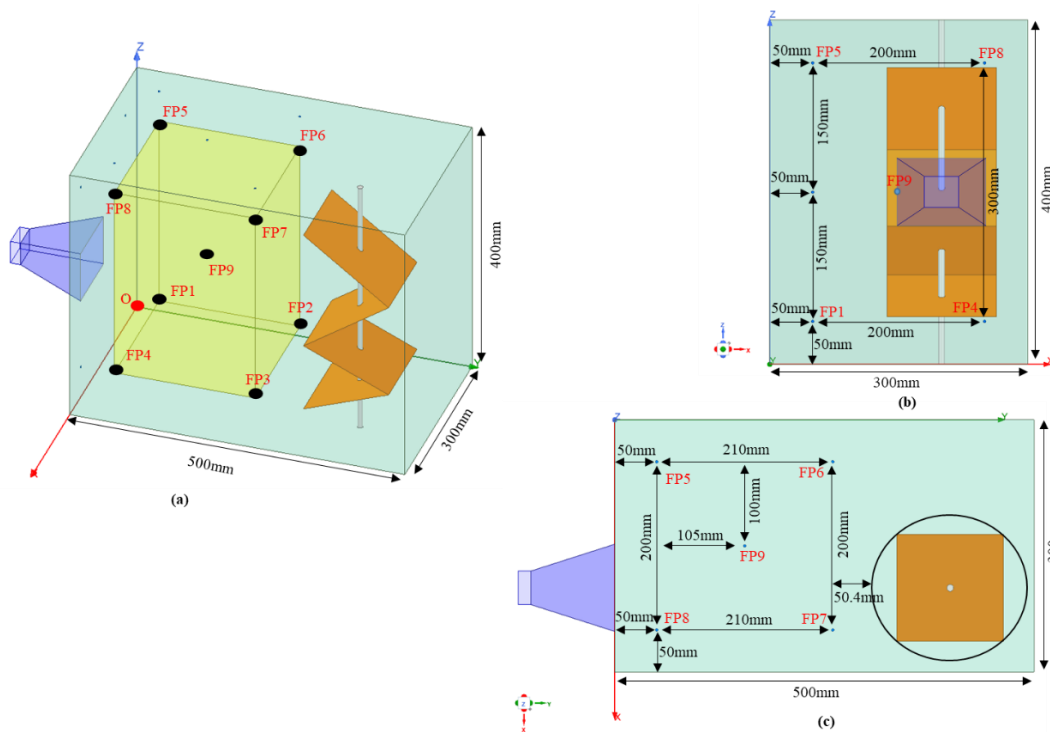 Z
FP5
FP6
FP8
FP7
FP9
400mm
FP1
O
FP2
FP4
FP3
Y
300mm
500mm
X
(a)
Z
50mm
FP5
200mm
FP8
150mm
50mm
FP9
300mm
400mm
150mm
50mm
FP1
FP4
200mm
50mm
Z
X
Y
X
300mm
(b)
Z
Y
50mm
210mm
FP5
FP6
100mm
200mm
105mm
FP9
200mm
50.4mm
50mm
FP8
210mm
FP7
50mm
500mm
Z
Y
X
X
(c)